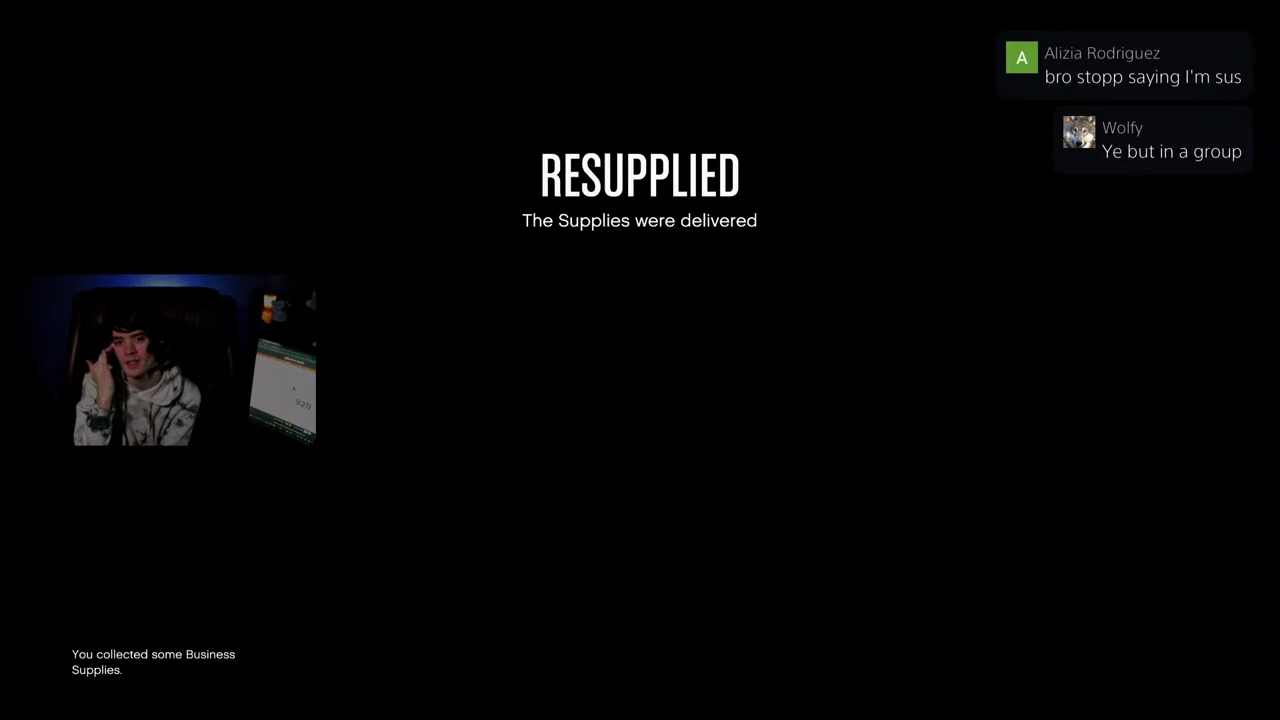 A
Alizia Rodriguez
bro stopp saying I'm sus
Wolfy
Ye but in a group
RESUPPLIED
The Supplies were delivered
920
You collected some Business
Supplies.